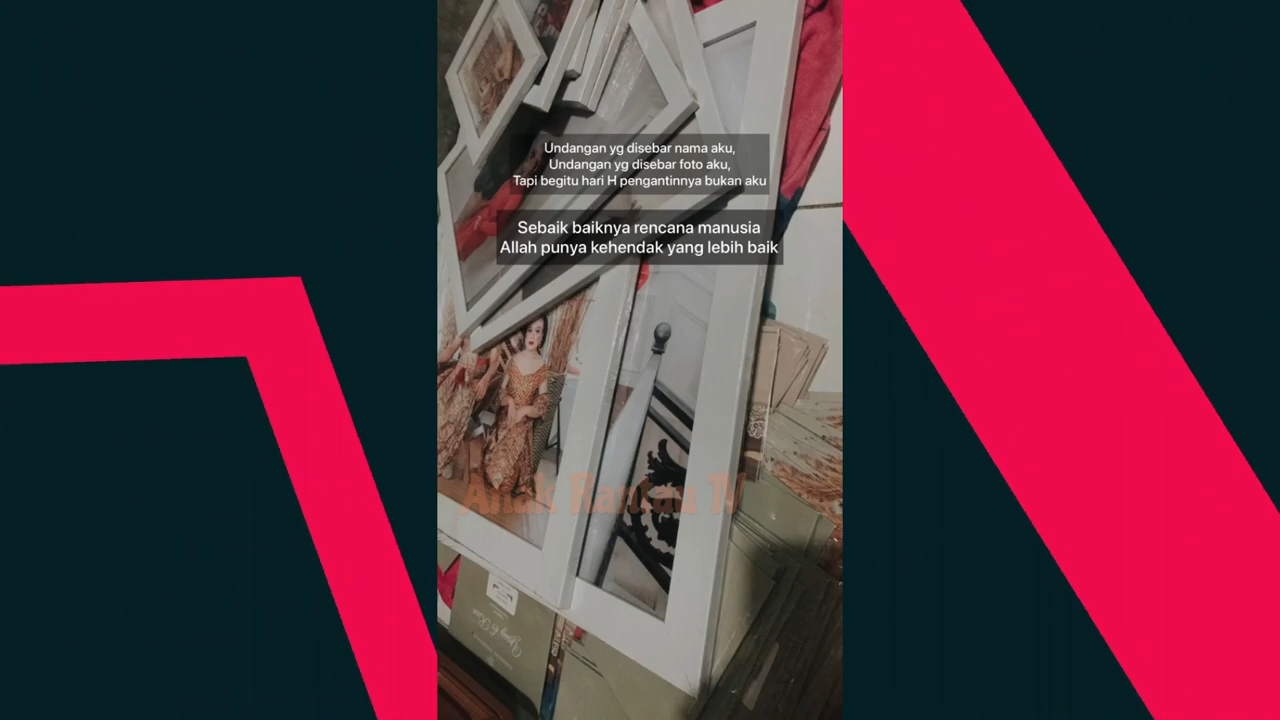 Undangan yg disebar nama aku,
Undangan yg disebar foto aku,
Tapi begitu hari H pengantinnya bukan aku
Sebaik baiknya rencana manusia
Allah punya kehendak yang lebih baik
Anak Rantau TV